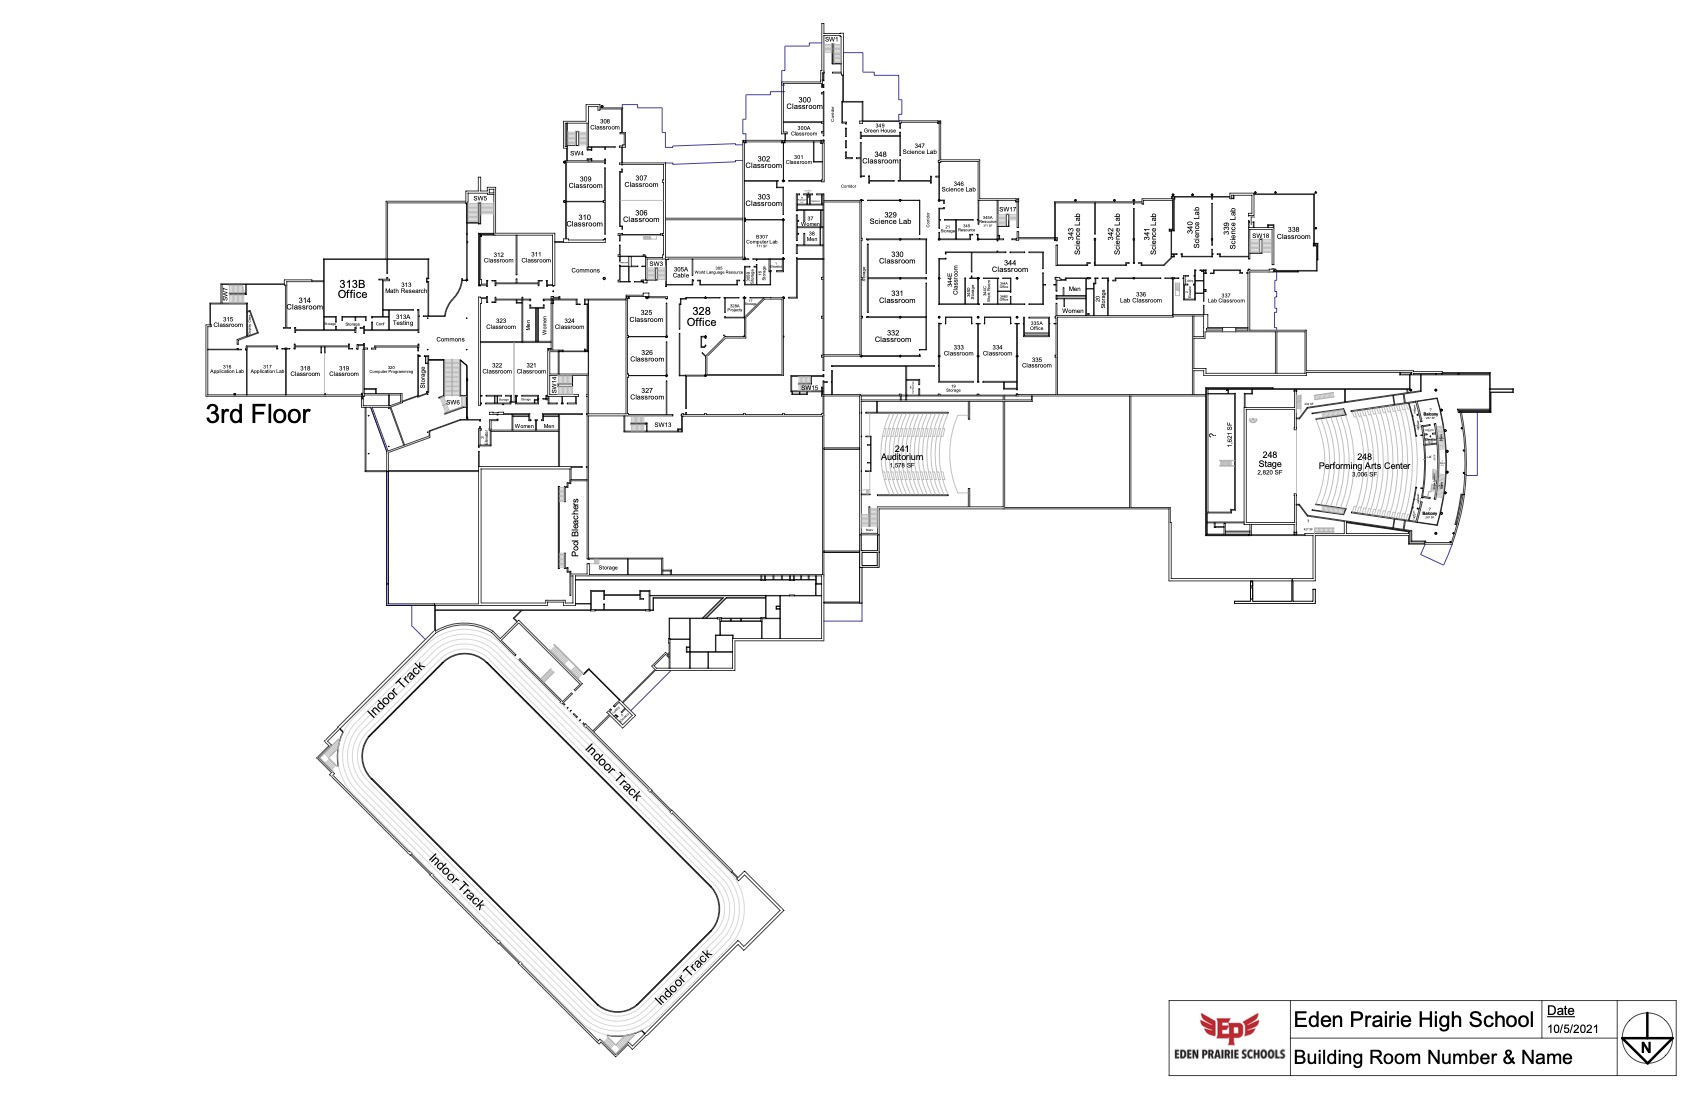 SW1
300
Classroom
300A
Classroom
Corridor
349
Green House
347
Science Lab
348
Classroom
308
Classroom
SW4
302
Classroom
301
Classroom
309
Classroom
307
Classroom
303
Classroom
Corridor
346
Science Lab
SW5
310
Classroom
306
Classroom
37
Women
38
Men
B307
Computer Lab
329
Science Lab
Corridor
SW17
21
Storage
343
Science Lab
342
Science Lab
341
Science Lab
340
Science Lab
339
Science Lab
338
Classroom
SW18
312
Classroom
311
Classroom
Commons
SW3
305A
Cable
305
World Language Resource
330
Classroom
344E
Classroom
344
Classroom
313B
Office
313
Math Research
331
Classroom
Men
Women
20
Storage
336
Lab Classroom
337
Lab Classroom
314
Classroom
315
Classroom
313A
Testing
Storage
Conf
323
Classroom
Men
Women
324
Classroom
325
Classroom
328
Office
328A
Projects
332
Classroom
335A
Office
Commons
333
Classroom
334
Classroom
335
Classroom
316
Application Lab
317
Application Lab
318
Classroom
319
Classroom
320
Computer Programming
Storage
322
Classroom
321
Classroom
326
Classroom
SW14
327
Classroom
SW15
19
Storage
SW6
3rd Floor
Women
Men
SW13
241
Auditorium
1,578 SF
?
1,621 SF
248
Stage
2,820 SF
248
Performing Arts Center
3,006 SF
Balcony
Balcony
Pool Bleachers
Storage
Indoor Track
Indoor Track
Indoor Track
Indoor Track
EP
EDEN PRAIRIE SCHOOLS
Eden Prairie High School
Date
10/5/2021
Building Room Number & Name
N